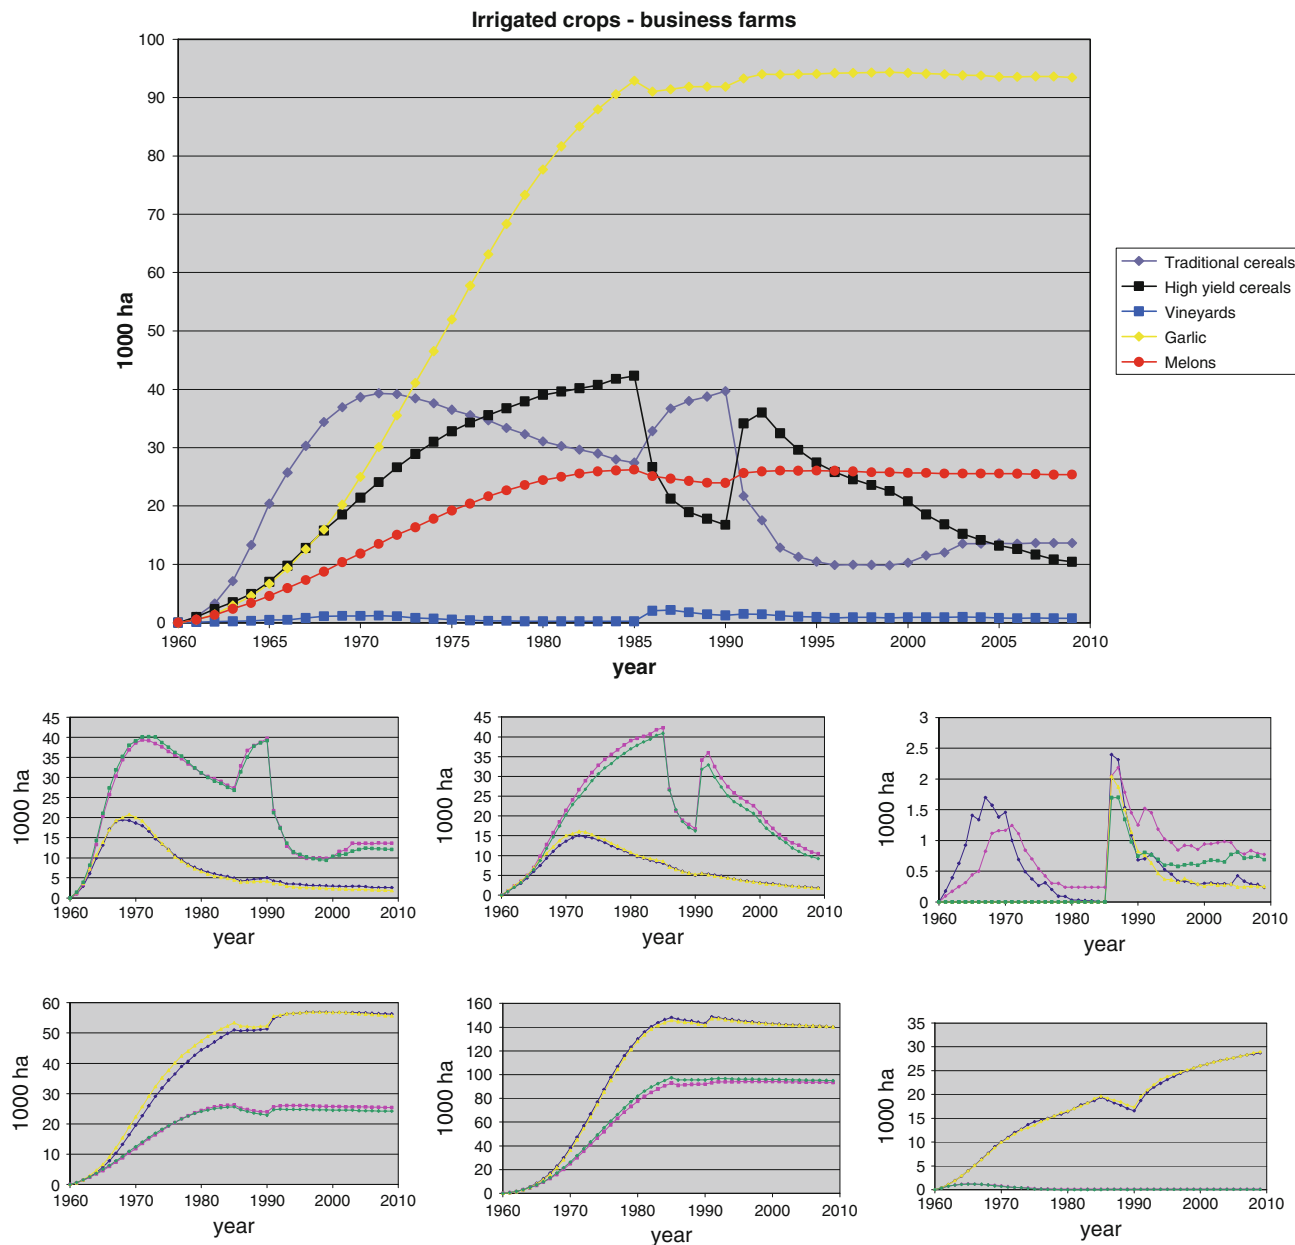 Irrigated crops - business farms
100
90
80
70
60
50
40
30
20
10
0
1000 ha
1960 1965 1970 1975 1980 1985 1990 1995 2000 2005 2010
year
Traditional cereals
High yield cereals
Vineyards
Garlic
Melons
45
40
35
30
25
20
15
10
5
0
1000 ha
1960 1970 1980 1990 2000 2010
year
45
40
35
30
25
20
15
10
5
0
1000 ha
1960 1970 1980 1990 2000 2010
year
3
2.5
2
1.5
1
0.5
0
1000 ha
1960 1970 1980 1990 2000 2010
year
60
50
40
30
20
10
0
1000 ha
1960 1970 1980 1990 2000 2010
year
160
140
120
100
80
60
40
20
0
1000 ha
1960 1970 1980 1990 2000 2010
year
35
30
25
20
15
10
5
0
1000 ha
1960 1970 1980 1990 2000 2010
year